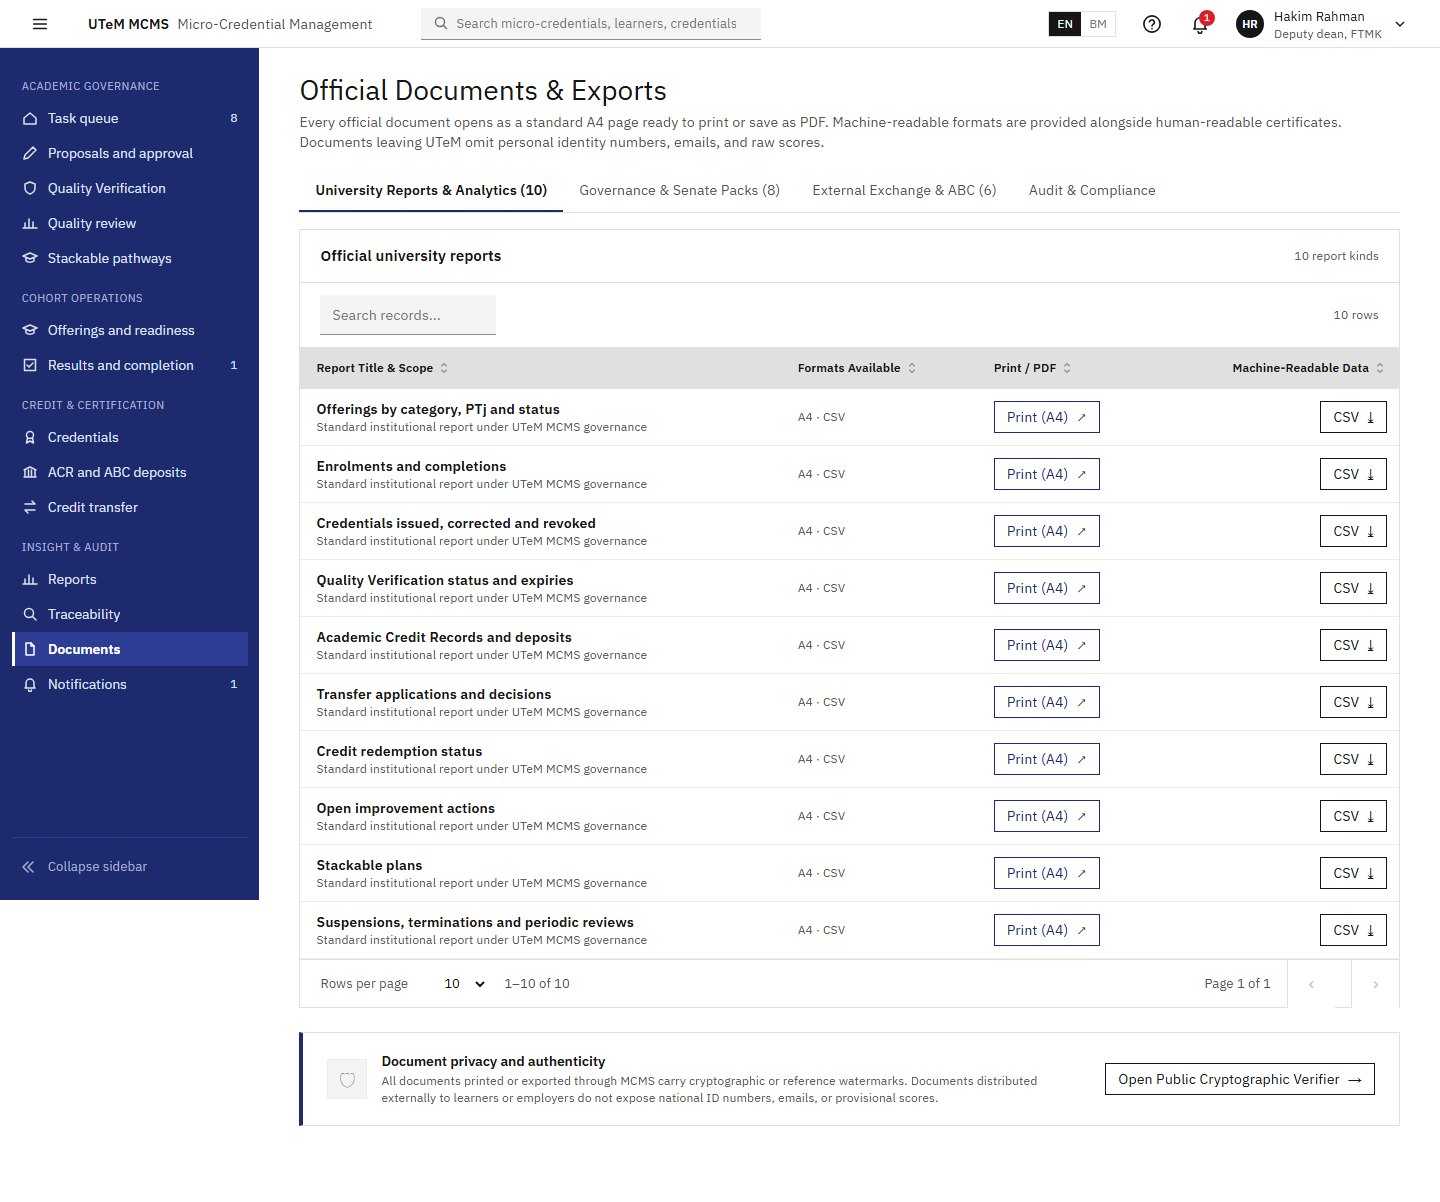 UTeM MCMS Micro-Credential Management
Search micro-credentials, learners, credentials
EN BM
1
HR
Hakim Rahman
Deputy dean, FTMK
ACADEMIC GOVERNANCE
Task queue 8
Proposals and approval
Quality Verification
Quality review
Stackable pathways
COHORT OPERATIONS
Offerings and readiness
Results and completion 1
CREDIT & CERTIFICATION
Credentials
ACR and ABC deposits
Credit transfer
INSIGHT & AUDIT
Reports
Traceability
Documents
Notifications 1
Collapse sidebar
Official Documents & Exports
Every official document opens as a standard A4 page ready to print or save as PDF. Machine-readable formats are provided alongside human-readable certificates.
Documents leaving UTeM omit personal identity numbers, emails, and raw scores.
University Reports & Analytics (10) Governance & Senate Packs (8) External Exchange & ABC (6) Audit & Compliance
Official university reports 10 report kinds
Search records... 10 rows
Report Title & Scope Formats Available Print / PDF Machine-Readable Data
Offerings by category, PTj and status
Standard institutional report under UTeM MCMS governance
A4 · CSV Print (A4) ↗ CSV ⤓
Enrolments and completions
Standard institutional report under UTeM MCMS governance
A4 · CSV Print (A4) ↗ CSV ⤓
Credentials issued, corrected and revoked
Standard institutional report under UTeM MCMS governance
A4 · CSV Print (A4) ↗ CSV ⤓
Quality Verification status and expiries
Standard institutional report under UTeM MCMS governance
A4 · CSV Print (A4) ↗ CSV ⤓
Academic Credit Records and deposits
Standard institutional report under UTeM MCMS governance
A4 · CSV Print (A4) ↗ CSV ⤓
Transfer applications and decisions
Standard institutional report under UTeM MCMS governance
A4 · CSV Print (A4) ↗ CSV ⤓
Credit redemption status
Standard institutional report under UTeM MCMS governance
A4 · CSV Print (A4) ↗ CSV ⤓
Open improvement actions
Standard institutional report under UTeM MCMS governance
A4 · CSV Print (A4) ↗ CSV ⤓
Stackable plans
Standard institutional report under UTeM MCMS governance
A4 · CSV Print (A4) ↗ CSV ⤓
Suspensions, terminations and periodic reviews
Standard institutional report under UTeM MCMS governance
A4 · CSV Print (A4) ↗ CSV ⤓
Rows per page 10 1–10 of 10 Page 1 of 1 ‹ ›
Document privacy and authenticity
All documents printed or exported through MCMS carry cryptographic or reference watermarks. Documents distributed
externally to learners or employers do not expose national ID numbers, emails, or provisional scores.
Open Public Cryptographic Verifier →